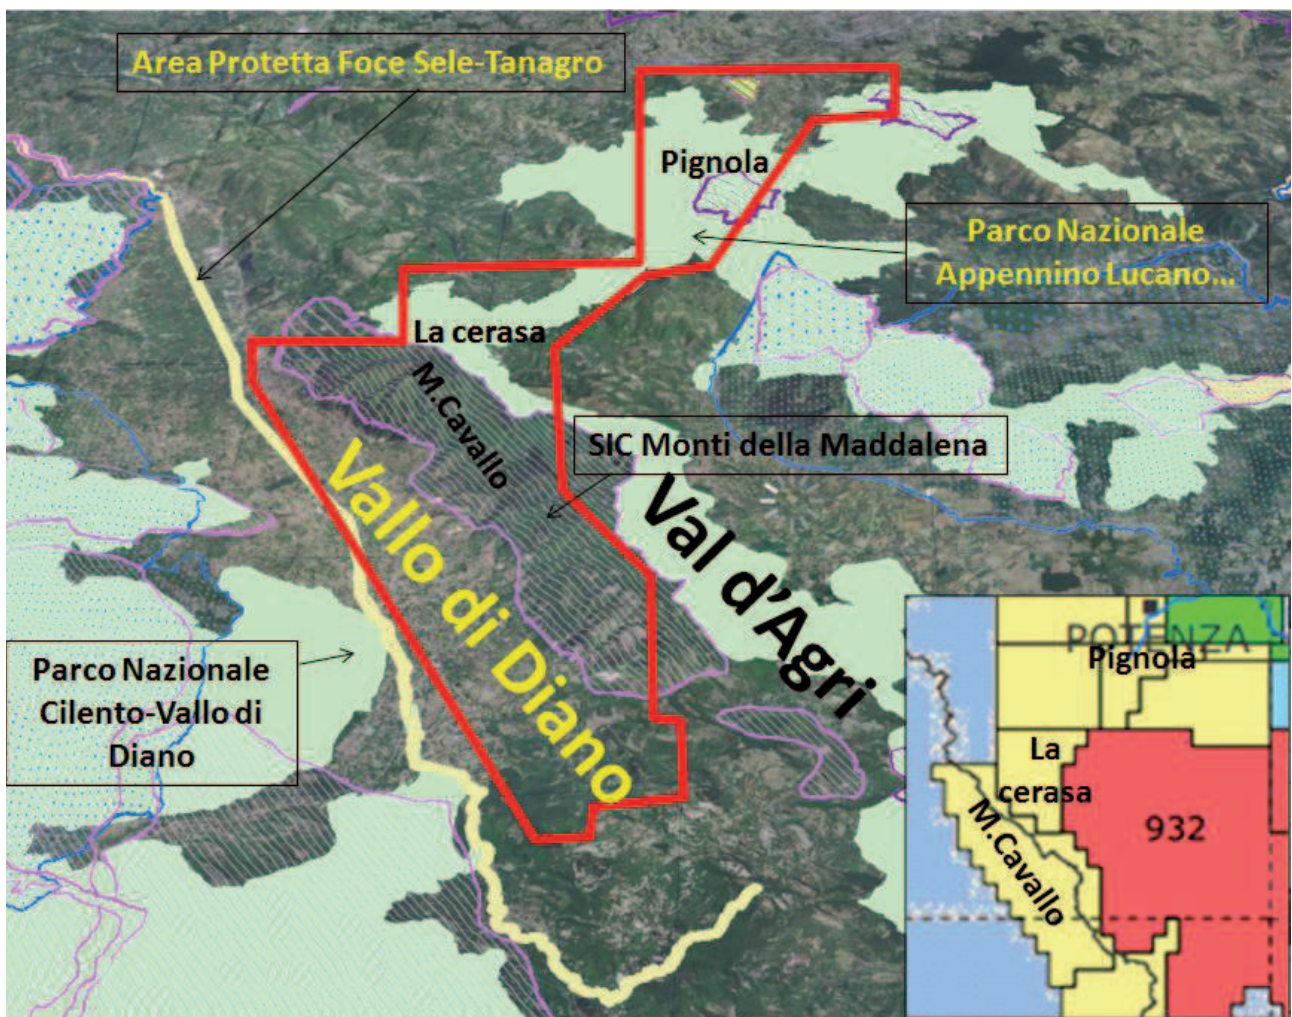 Area Protetta Foce Sele-Tanagro
Pignola
Parco Nazionale
Appennino Lucano...
La cerasa
M.Cavallo
SIC Monti della Maddalena
Vallo di Diano
Val d'Agri
Parco Nazionale
Cilento-Vallo di
Diano
POTENZA
Pignola
La
cerasa
932
M.Cavallo